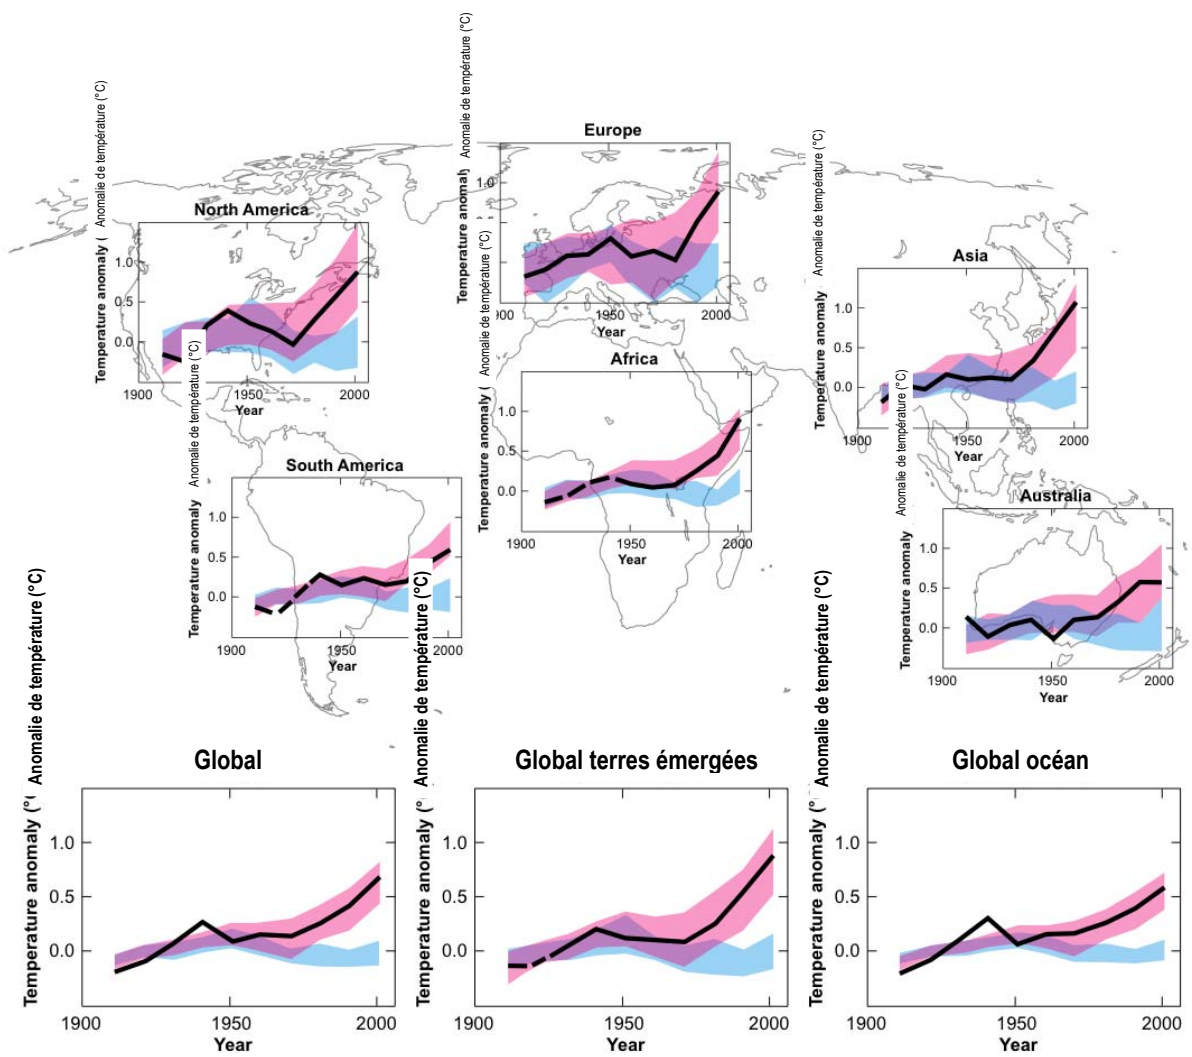 Anomalie de température (°C)
Europe
Anomalie de température (°C)
Temperature anomaly
1.0
1950
2000
Year
Anomalie de température (°C)
North America
Temperature anomaly (
1.0
0.5
0.0
1900
1950
2000
Year
Anomalie de température (°C)
Asia
Temperature anomaly
1.0
0.5
0.0
1900
1950
2000
Year
Anomalie de température (°C)
Africa
Temperature anomaly (
1.0
0.5
0.0
1900
1950
2000
Year
Anomalie de température (°C)
South America
Temperature anomaly
1.0
0.5
0.0
1900
1950
2000
Year
Anomalie de température (°C)
Australia
Temperature anomaly
1.0
0.5
0.0
1900
1950
2000
Year
Anomalie de température (°C)
Global
Temperature anomaly (°
1.0
0.5
0.0
1900
1950
2000
Year
Anomalie de température (°C)
Global terres émergées
Temperature anomaly (°
1.0
0.5
0.0
1900
1950
2000
Year
Anomalie de température (°C)
Global océan
Temperature anomaly (°
1.0
0.5
0.0
1900
1950
2000
Year